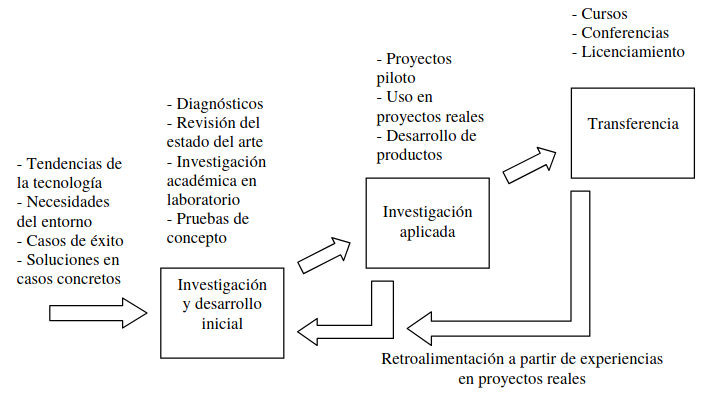 - Tendencias de
la tecnología
- Necesidades
del entorno
- Casos de éxito
- Soluciones en
casos concretos
- Diagnósticos
- Revisión del
estado del arte
- Investigación
académica en
laboratorio
- Pruebas de
concepto
Investigación
y desarrollo
inicial
- Proyectos
piloto
- Uso en
proyectos reales
- Desarrollo de
productos
Investigación
aplicada
- Cursos
- Conferencias
- Licenciamiento
Transferencia
Retroalimentación a partir de experiencias
en proyectos reales